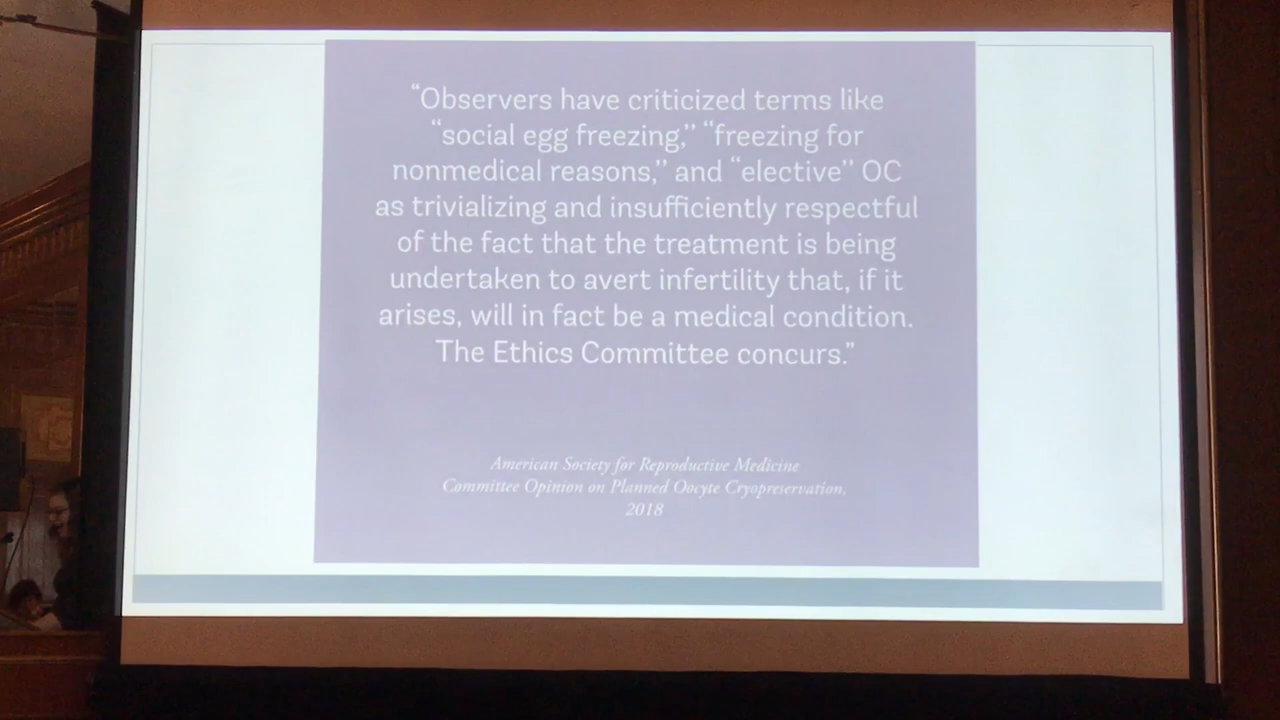 “Observers have criticized terms like
“social egg freezing,” “freezing for
nonmedical reasons,” and “elective” OC
as trivializing and insufficiently respectful
of the fact that the treatment is being
undertaken to avert infertility that, if it
arises, will in fact be a medical condition.
The Ethics Committee concurs.”
American Society for Reproductive Medicine
Committee Opinion on Planned Oocyte Cryopreservation,
2018